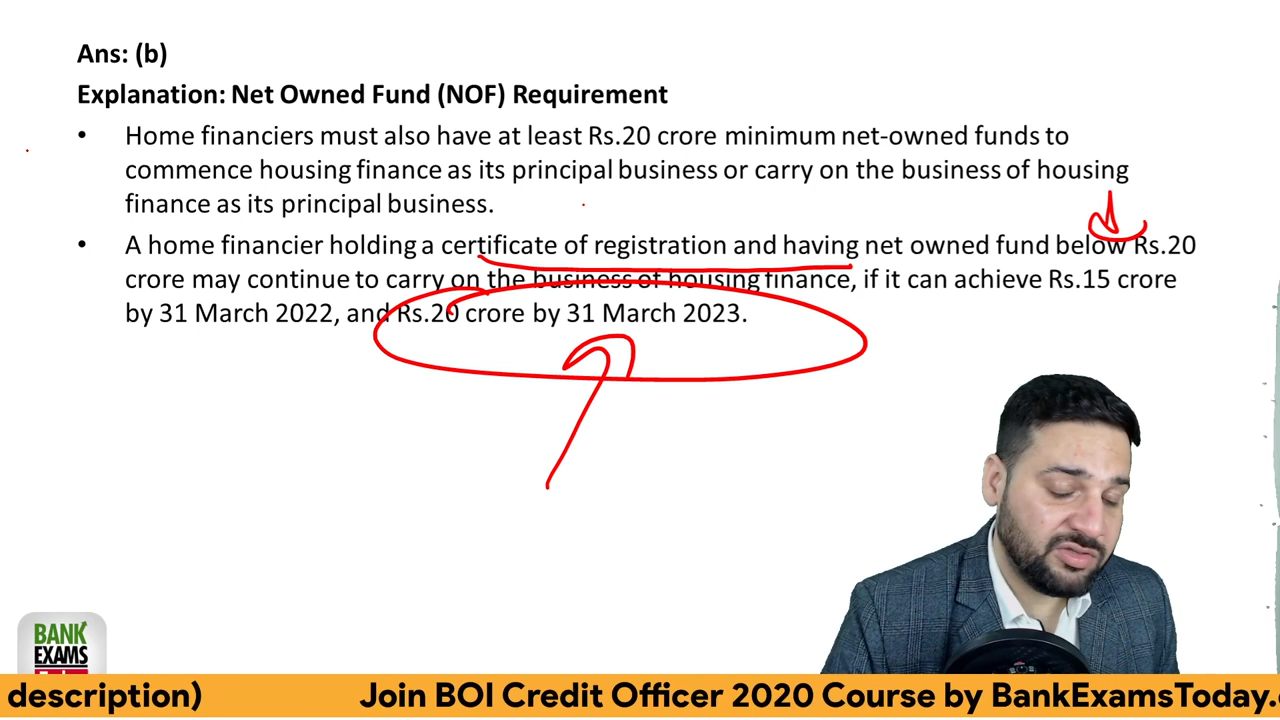 Ans: (b)
Explanation: Net Owned Fund (NOF) Requirement
• Home financiers must also have at least Rs.20 crore minimum net-owned funds to
commence housing finance as its principal business or carry on the business of housing
finance as its principal business.
• A home financier holding a certificate of registration and having net owned fund below Rs.20
crore may continue to carry on the business of housing finance, if it can achieve Rs.15 crore
by 31 March 2022, and Rs.20 crore by 31 March 2023.
BANK
EXAMS
description) Join BOI Credit Officer 2020 Course by BankExamsToday.